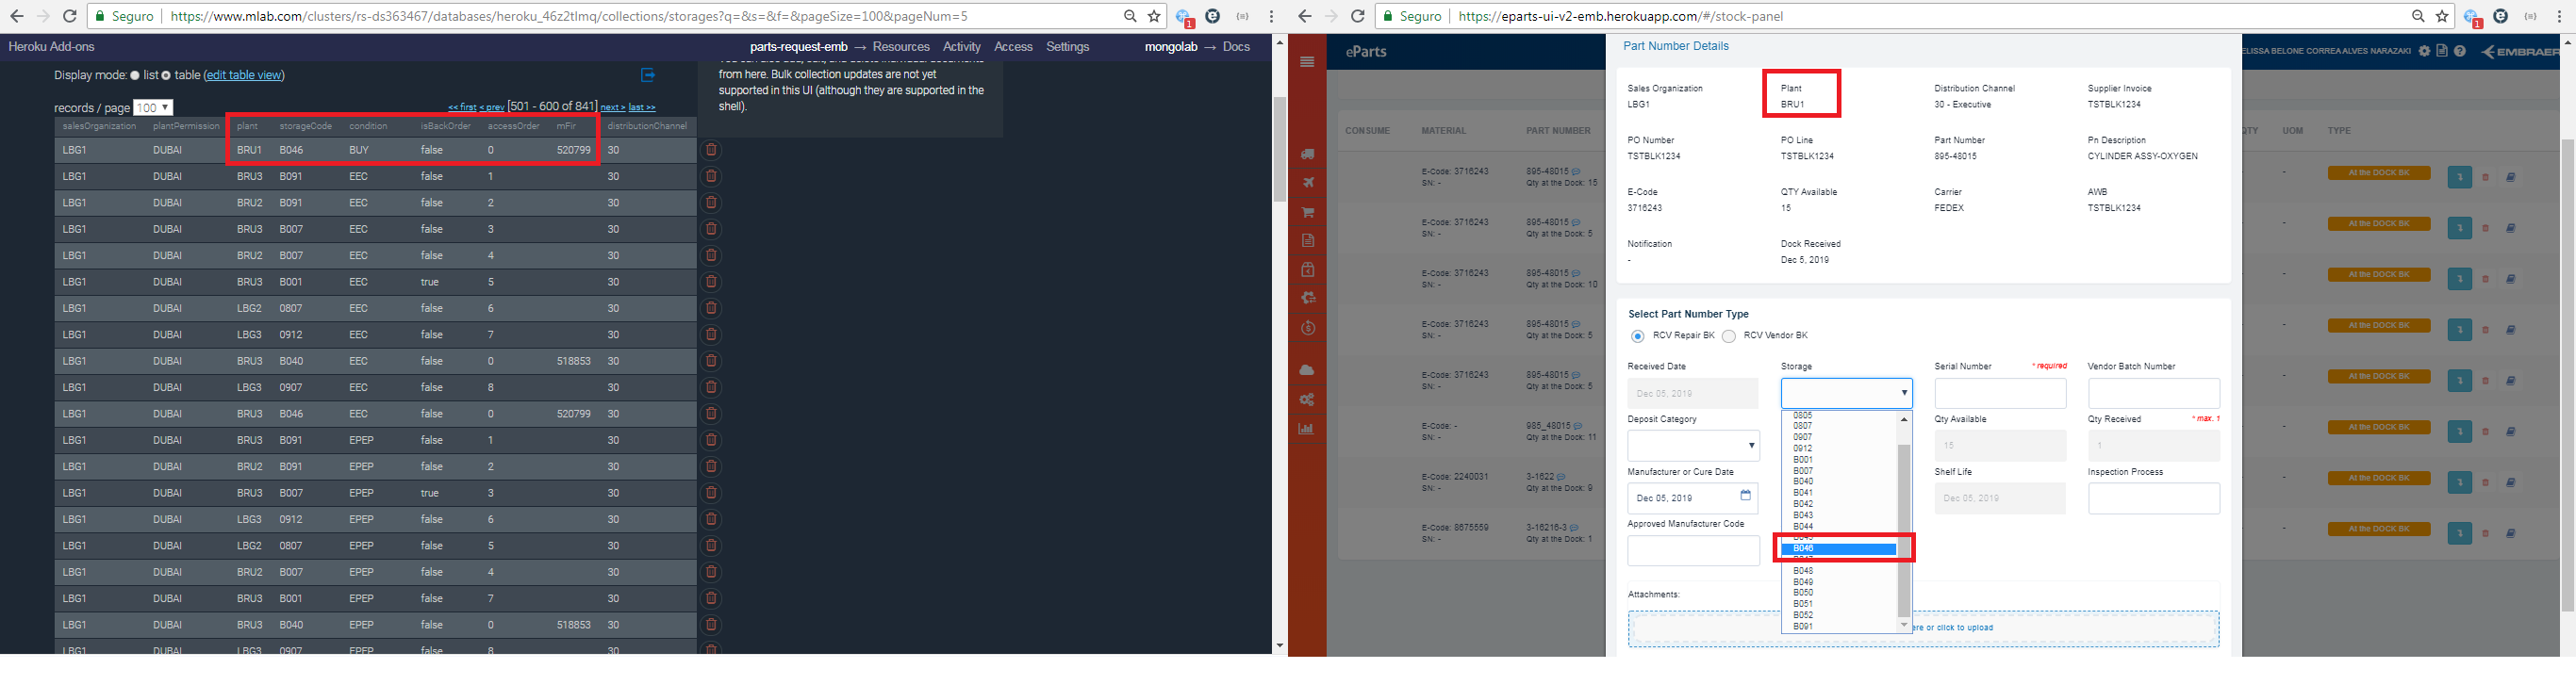 Seguro
https://www.mlab.com/clusters/rs-ds363467/databases/heroku_46z2tlmq/collections/storages?q=&s=&f=&pageSize=100&pageNum=5
1
Heroku Add-ons
parts-request-emb → Resources Activity Access Settings mongolab → Docs
Display mode: list table (edit table view)
from here. Bulk collection updates are not yet
supported in this UI (although they are supported in the
shell).
records / page 100 << first < prev [501 - 600 of 841] next > last >>
salesOrganization plantPermission plant storageCode condition isBackOrder accessOrder mFir distributionChannel
LBG1 DUBAI BRU1 B046 BUY false 0 520799 30
LBG1 DUBAI BRU3 B091 EEC false 1 30
LBG1 DUBAI BRU2 B091 EEC false 2 30
LBG1 DUBAI BRU3 B007 EEC false 3 30
LBG1 DUBAI BRU2 B007 EEC false 4 30
LBG1 DUBAI BRU3 B001 EEC true 5 30
LBG1 DUBAI LBG2 0807 EEC false 6 30
LBG1 DUBAI LBG3 0912 EEC false 7 30
LBG1 DUBAI BRU3 B040 EEC false 0 518853 30
LBG1 DUBAI LBG3 0907 EEC false 8 30
LBG1 DUBAI BRU3 B046 EEC false 0 520799 30
LBG1 DUBAI BRU3 B091 EPEP false 1 30
LBG1 DUBAI BRU2 B091 EPEP false 2 30
LBG1 DUBAI BRU3 B007 EPEP true 3 30
LBG1 DUBAI LBG3 0912 EPEP false 6 30
LBG1 DUBAI LBG2 0807 EPEP false 5 30
LBG1 DUBAI BRU2 B007 EPEP false 4 30
LBG1 DUBAI BRU3 B001 EPEP false 7 30
LBG1 DUBAI BRU3 B040 EPEP false 0 518853 30
LBG1 DUBAI LBG3 0907 EPEP false 8 30
Seguro
https://eparts-ui-v2-emb.herokuapp.com/#/stock-panel
1
eParts
ELISSA BELONE CORREA ALVES NARAZAKI
EMBRAER
CONSUME MATERIAL PART NUMBER QTY UOM TYPE
E-Code: 3716243 895-48015 - At the DOCK BK
SN: - Qty at the Dock: 15
E-Code: 3716243 895-48015 - At the DOCK BK
SN: - Qty at the Dock: 5
E-Code: 3716243 895-48015 - At the DOCK BK
SN: - Qty at the Dock: 10
E-Code: 3716243 895-48015 - At the DOCK BK
SN: - Qty at the Dock: 5
E-Code: 3716243 895-48015 - At the DOCK BK
SN: - Qty at the Dock: 5
E-Code: - 985_48015 - At the DOCK BK
SN: - Qty at the Dock: 11
E-Code: 2240031 3-1622 - At the DOCK BK
SN: - Qty at the Dock: 9
E-Code: 8675559 3-16216-3 - At the DOCK BK
SN: - Qty at the Dock: 1
Part Number Details
Sales Organization Plant Distribution Channel Supplier Invoice
LBG1 BRU1 30 - Executive TSTBLK1234
PO Number PO Line Part Number Pn Description
TSTBLK1234 TSTBLK1234 895-48015 CYLINDER ASSY-OXYGEN
E-Code QTY Available Carrier AWB
3716243 15 FEDEX TSTBLK1234
Notification Dock Received
- Dec 5, 2019
Select Part Number Type
RCV Repair BK RCV Vendor BK
Received Date Storage Serial Number * required Vendor Batch Number
Dec 05, 2019
Deposit Category Qty Available Qty Received * max. 1
15 1
Manufacturer or Cure Date Shelf Life Inspection Process
Dec 05, 2019 Dec 05, 2019
Approved Manufacturer Code
0805
0807
0907
0912
B001
B007
B040
B041
B042
B043
B044
B046
B048
B049
B050
B051
B052
B091
Attachments:
ere or click to upload